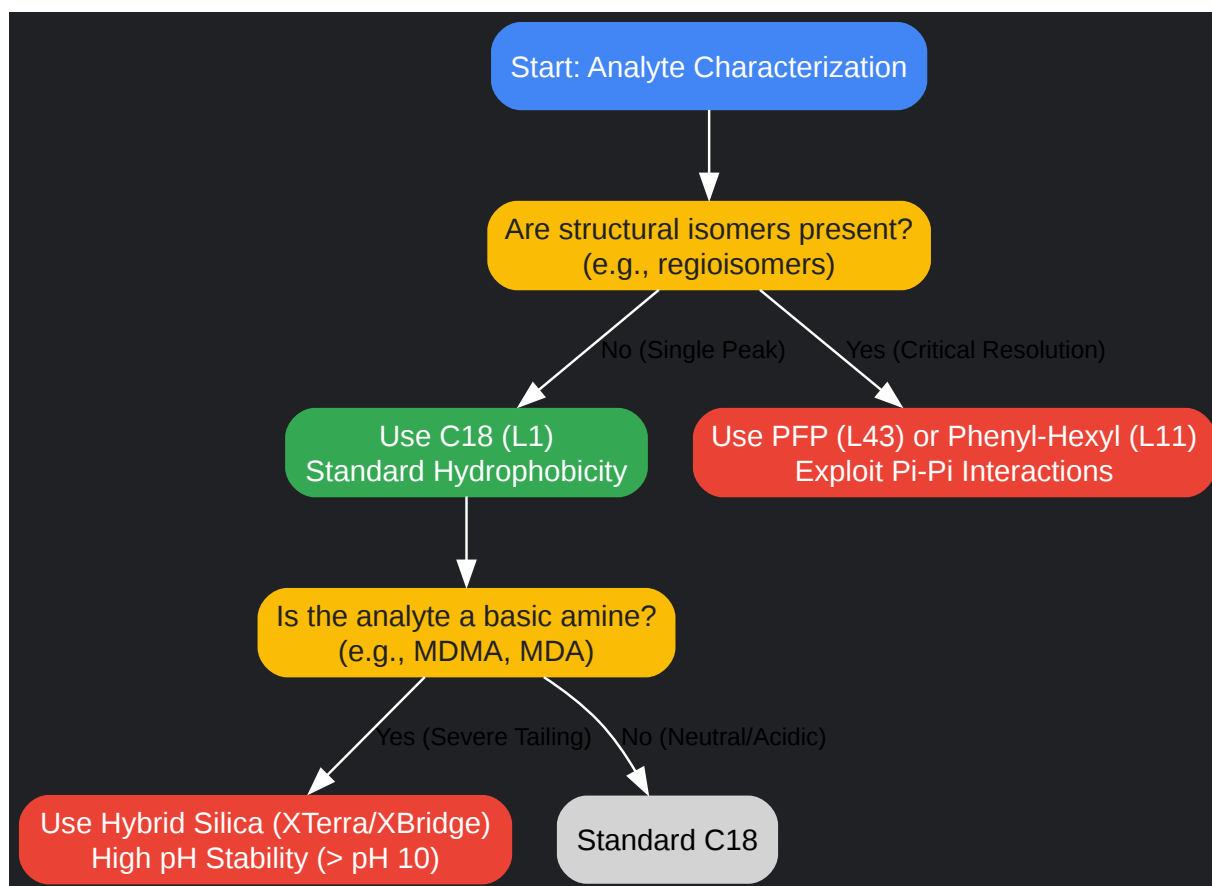 Start: Analyte Characterization
Are structural isomers present?
(e.g., regioisomers)
No (Single Peak)
Yes (Critical Resolution)
Use C18 (L1)
Standard Hydrophobicity
Use PFP (L43) or Phenyl-Hexyl (L11)
Exploit Pi-Pi Interactions
Is the analyte a basic amine?
(e.g., MDMA, MDA)
Yes (Severe Tailing)
No (Neutral/Acidic)
Use Hybrid Silica (XTerra/XBridge)
High pH Stability (> pH 10)
Standard C18